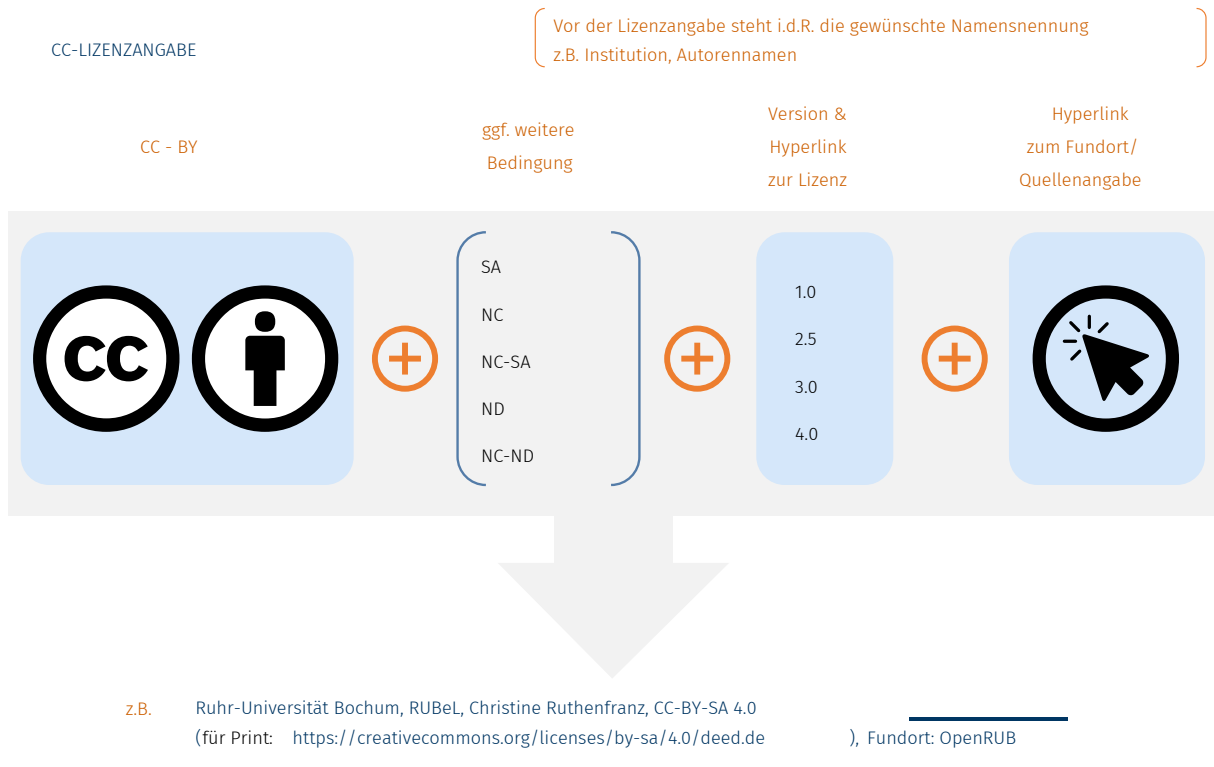 CC-LIZENZANGABE
Vor der Lizenzangabe steht i.d.R. die gewünschte Namensnennung
z.B. Institution, Autorennamen
CC - BY
ggf. weitere
Bedingung
Version &
Hyperlink
zur Lizenz
Hyperlink
zum Fundort/
Quellenangabe
CC
SA
NC
NC-SA
ND
NC-ND
1.0
2.5
3.0
4.0
z.B.
Ruhr-Universität Bochum, RUBeL, Christine Ruthenfranz, CC-BY-SA 4.0
(für Print: https://creativecommons.org/licenses/by-sa/4.0/deed.de ), Fundort: OpenRUB